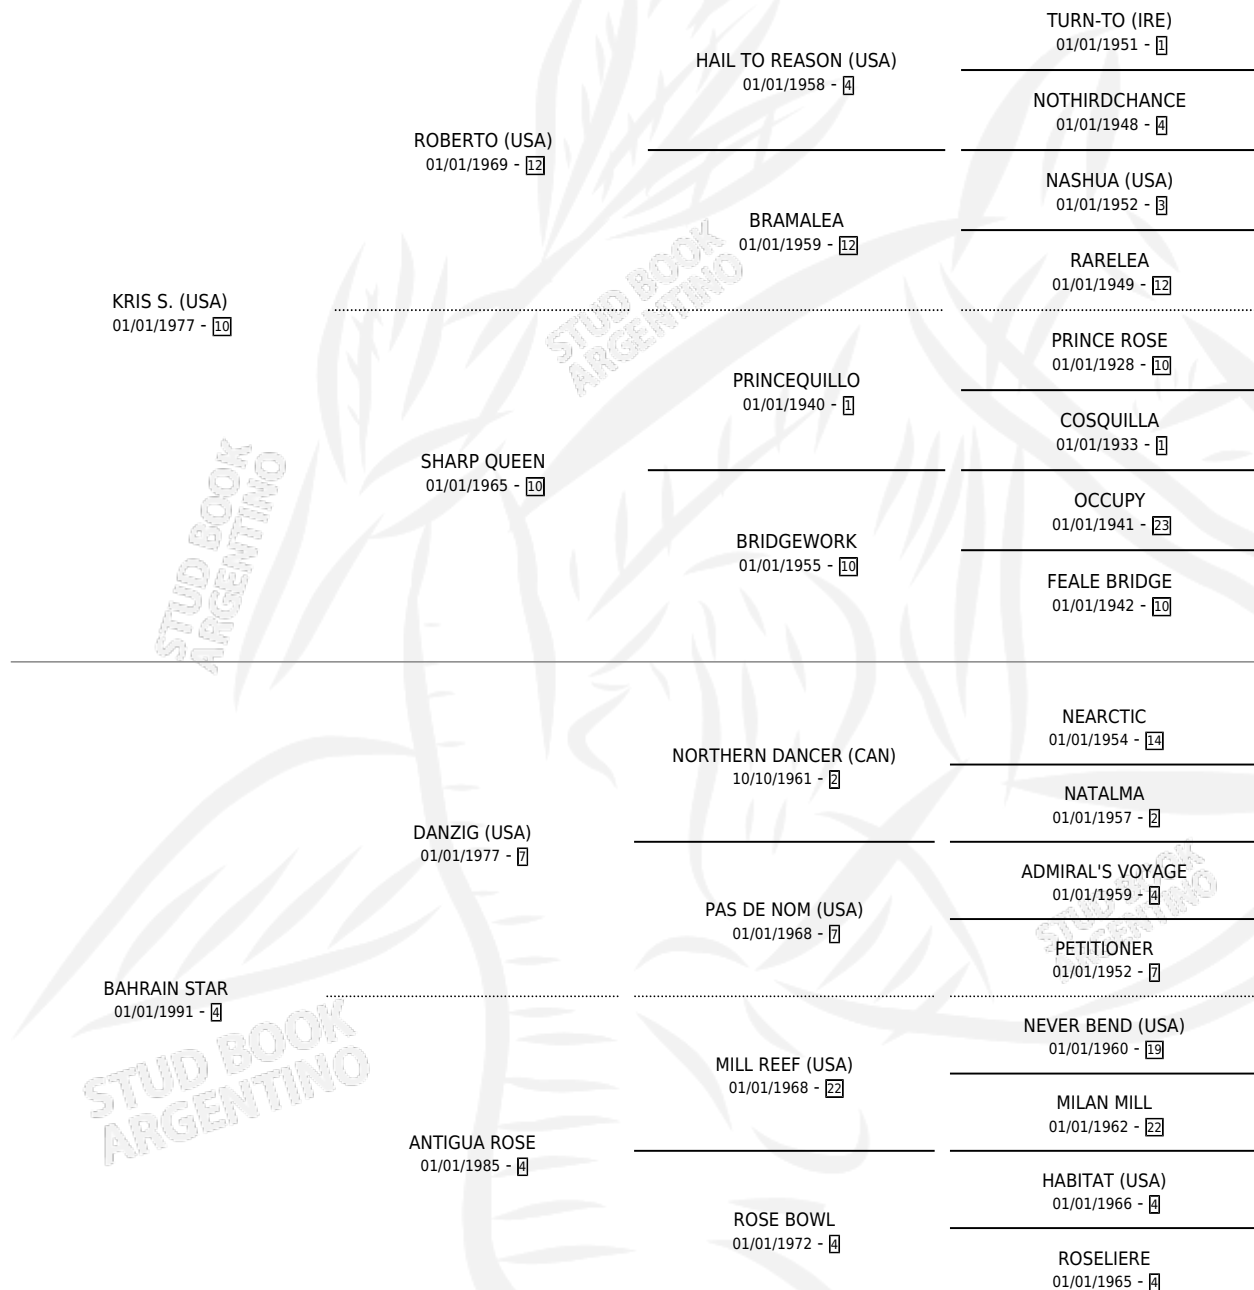 TURN-TO (IRE)
01/01/1951 - 1
HAIL TO REASON (USA)
01/01/1958 - 4
NOTHIRDCHANCE
01/01/1948 - 4
ROBERTO (USA)
01/01/1969 - 12
NASHUA (USA)
01/01/1952 - 3
BRAMALEA
01/01/1959 - 12
RARELEA
01/01/1949 - 12
KRIS S. (USA)
01/01/1977 - 10
PRINCE ROSE
01/01/1928 - 10
PRINCEQUILLO
01/01/1940 - 1
COSQUILLA
01/01/1933 - 1
SHARP QUEEN
01/01/1965 - 10
OCCUPY
01/01/1941 - 23
BRIDGEWORK
01/01/1955 - 10
FEALE BRIDGE
01/01/1942 - 10
NEARCTIC
01/01/1954 - 14
NORTHERN DANCER (CAN)
10/10/1961 - 2
NATALMA
01/01/1957 - 2
DANZIG (USA)
01/01/1977 - 7
ADMIRAL'S VOYAGE
01/01/1959 - 4
PAS DE NOM (USA)
01/01/1968 - 7
PETITIONER
01/01/1952 - 7
BAHRAIN STAR
01/01/1991 - 4
NEVER BEND (USA)
01/01/1960 - 19
MILL REEF (USA)
01/01/1968 - 22
MILAN MILL
01/01/1962 - 22
ANTIGUA ROSE
01/01/1985 - 4
HABITAT (USA)
01/01/1966 - 4
ROSE BOWL
01/01/1972 - 4
ROSELIERE
01/01/1965 - 4
STUD BOOK
ARGENTINO
STUD BOOK
ARGENTINO
STUD BOOK
ARGENTINO
STUD BOOK
ARGENTINO